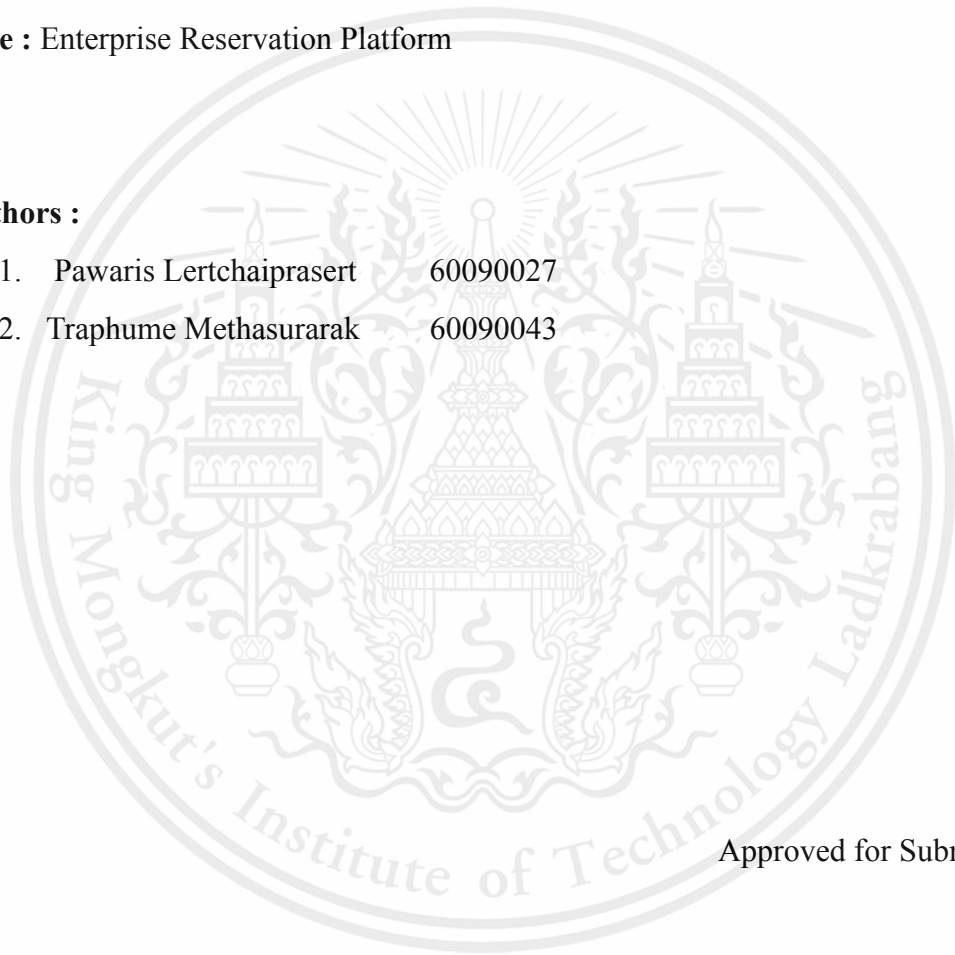 e : Enterprise Reservation Platform
thors :
1. Pawaris Lertchaiprasert 60090027
2. Traphume Methasurarak 60090043
King Mongkut's Institute of Technology Ladkrabang
Approved for Subr